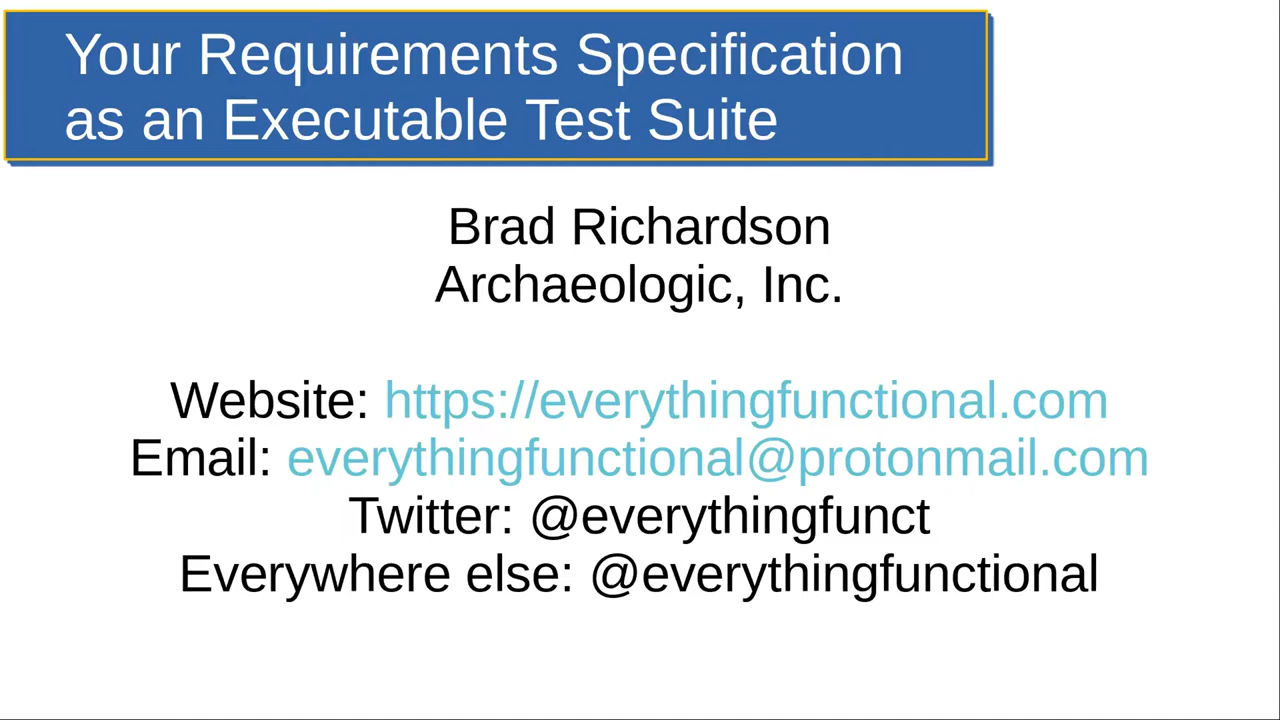 Your Requirements Specification
as an Executable Test Suite
Brad Richardson
Archaeologic, Inc.
Website: https://everythingfunctional.com
Email: everythingfunctional@protonmail.com
Twitter: @everythingfunct
Everywhere else: @everythingfunctional